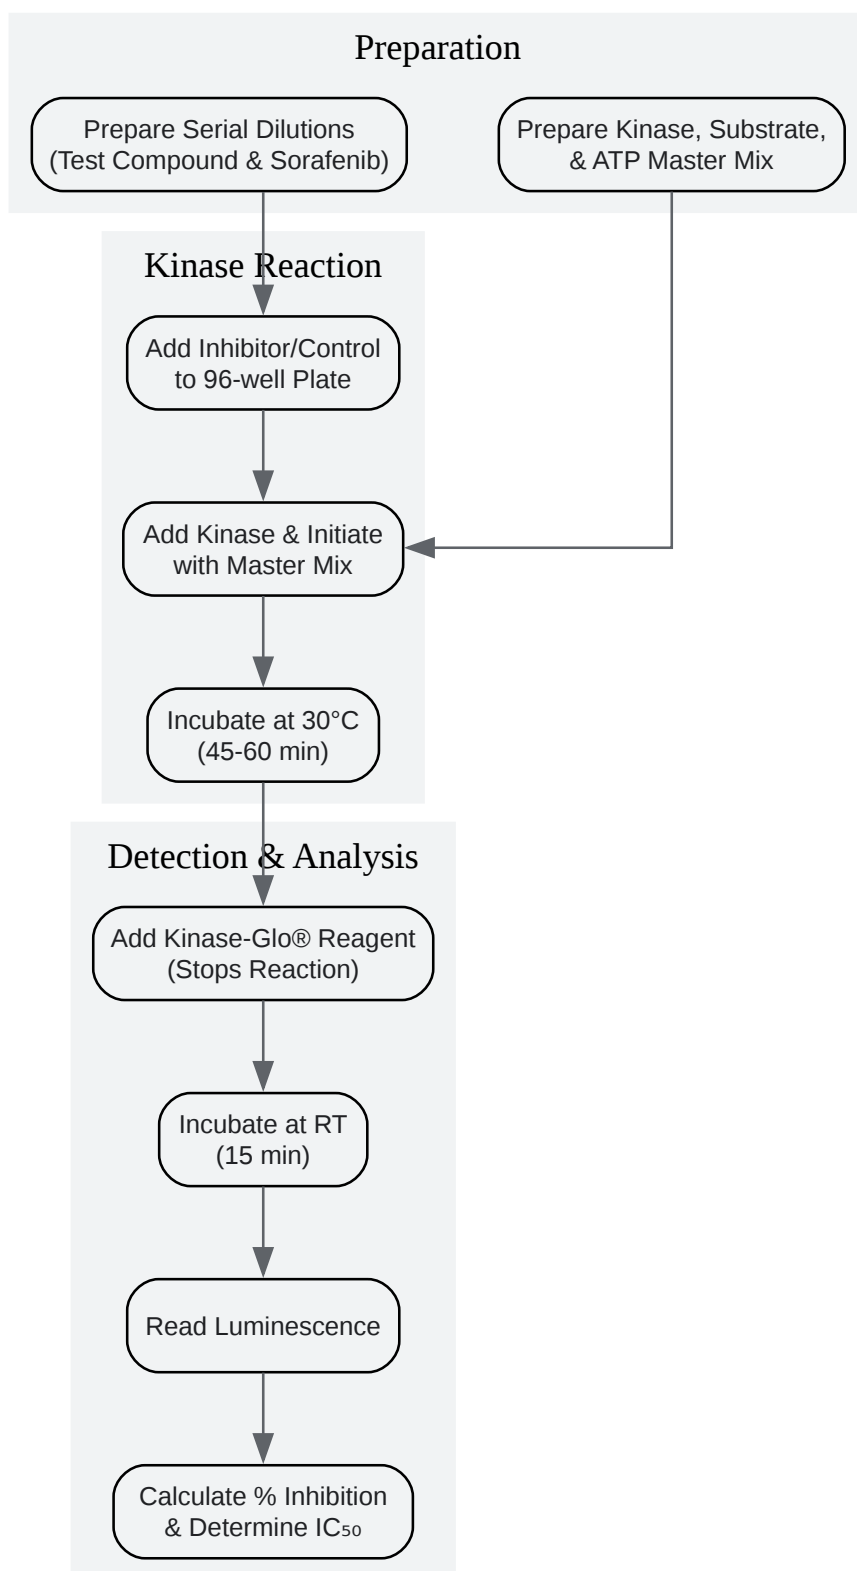 Preparation
Prepare Serial Dilutions
(Test Compound & Sorafenib)
Prepare Kinase, Substrate,
& ATP Master Mix
Kinase Reaction
Add Inhibitor/Control
to 96-well Plate
Add Kinase & Initiate
with Master Mix
Incubate at 30°C
(45-60 min)
Detection & Analysis
Add Kinase-Glo® Reagent
(Stops Reaction)
Incubate at RT
(15 min)
Read Luminescence
Calculate % Inhibition
& Determine IC₅₀